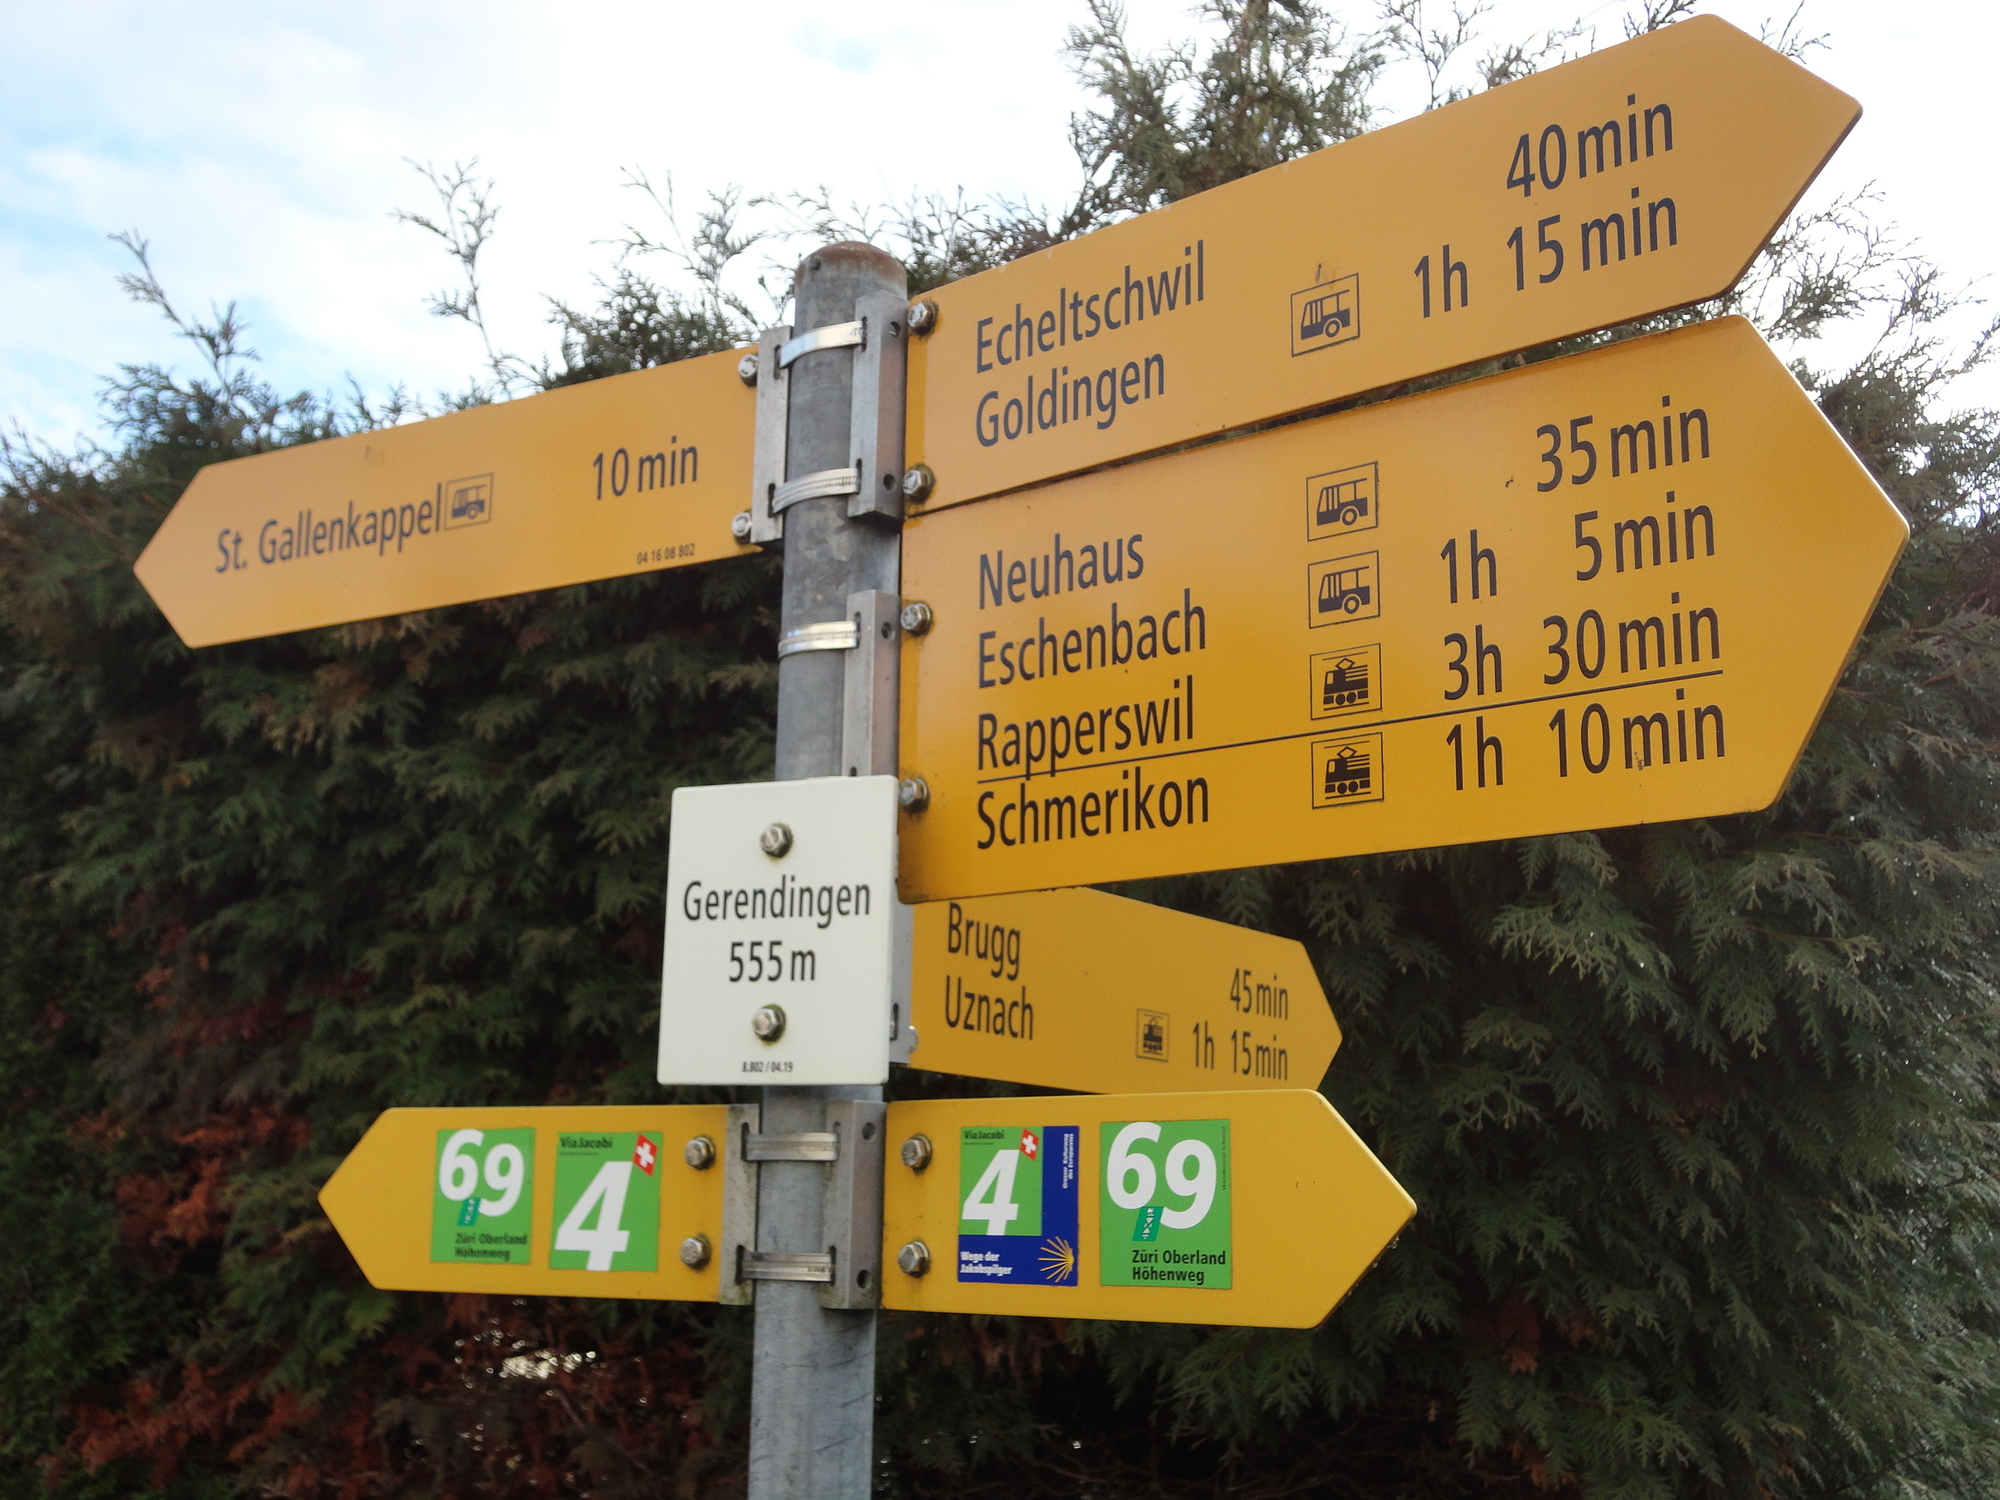 Echeltschwil 40 min
Goldingen 1h 15 min
St. Gallenkappel 10 min
04 16 08 802
Neuhaus 35 min
Eschenbach 1h 5 min
Rapperswil 3h 30 min
Schmerikon 1h 10 min
Gerendingen
555 m
8.802 / 04.19
Brugg 45 min
Uznach 1h 15 min
69
Züri Oberland
Höhenweg
ViaJacobi
4
ViaJacobi
4
Wege der
Jakobspilger
69
Züri Oberland
Höhenweg